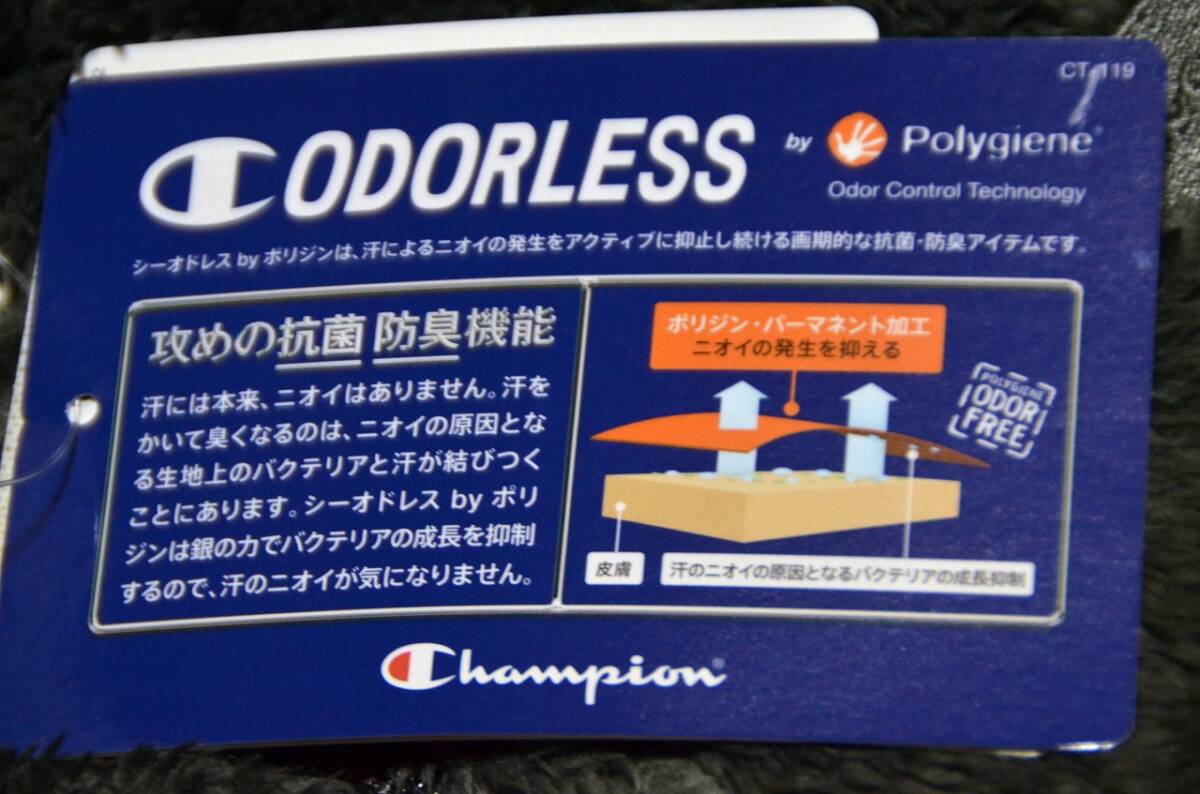 CT-119
C ODORLESS by Polygiene
Odor Control Technology
シーオドレス by ポリジンは、汗によるニオイの発生をアクティブに抑止し続ける画期的な抗菌・防臭アイテムです。
攻めの抗菌 防臭機能
汗には本来、ニオイはありません。汗を
かいて臭くなるのは、ニオイの原因とな
る生地上のバクテリアと汗が結びつく
ことにあります。シーオドレス by ポリ
ジンは銀の力でバクテリアの成長を抑制
するので、汗のニオイが気になりません。
ポリジン・パーマネント加工
ニオイの発生を抑える
POLYGIENE
ODOR
FREE
皮膚
汗のニオイの原因となるバクテリアの成長抑制
Champion